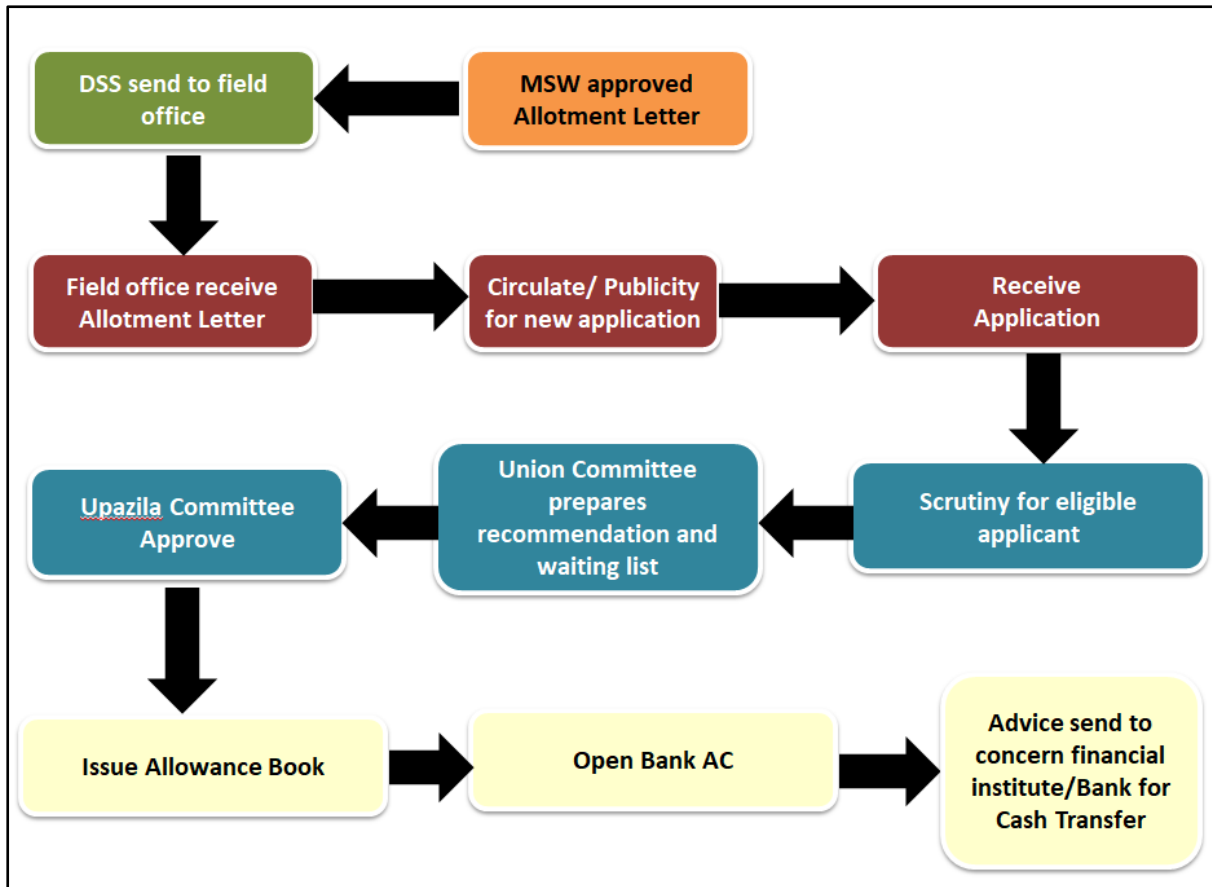 DSS send to field
office
MSW approved
Allotment Letter
Field office receive
Allotment Letter
Circulate/ Publicity
for new application
Receive
Application
Upazila Committee
Approve
Union Committee
prepares
recommendation and
waiting list
Scrutiny for eligible
applicant
Issue Allowance Book
Open Bank AC
Advice send to
concern financial
institute/Bank for
Cash Transfer